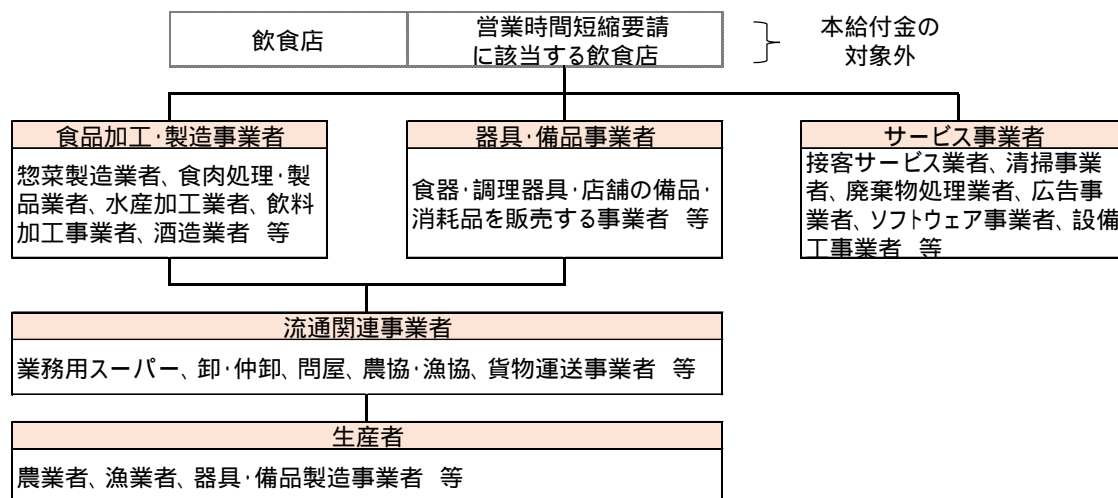 飲食店
営業時間短縮要請
に該当する飲食店
本給付金の
対象外
食品加工・製造事業者
惣菜製造業者、食肉処理・製
品業者、水産加工業者、飲料
加工事業者、酒造業者 等
器具・備品事業者
食器・調理器具・店舗の備品・
消耗品を販売する事業者 等
サービス事業者
接客サービス業者、清掃事業
者、廃棄物処理業者、広告事
業者、ソフトウェア事業者、設備
工事業者 等
流通関連事業者
業務用スーパー、卸・仲卸、問屋、農協・漁協、貨物運送事業者 等
生産者
農業者、漁業者、器具・備品製造事業者 等